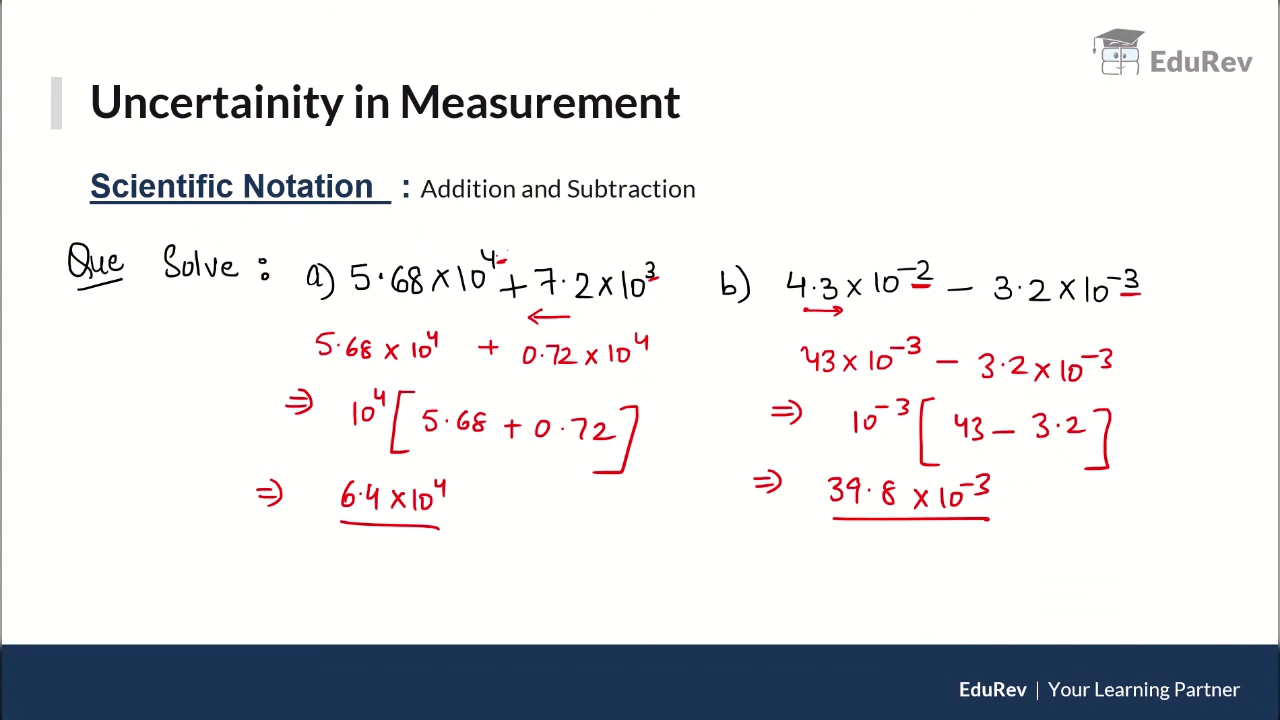 EduRev
Uncertainity in Measurement
Scientific Notation : Addition and Subtraction
Que Solve : a) 5.68 × 10⁴ + 7.2 × 10³ b) 4.3 × 10⁻² − 3.2 × 10⁻³
←
→
5.68 × 10⁴ + 0.72 × 10⁴
43 × 10⁻³ − 3.2 × 10⁻³
⇒ 10⁴ [5.68 + 0.72]
⇒ 10⁻³ [43 − 3.2]
⇒ 6.4 × 10⁴
⇒ 39.8 × 10⁻³
EduRev | Your Learning Partner